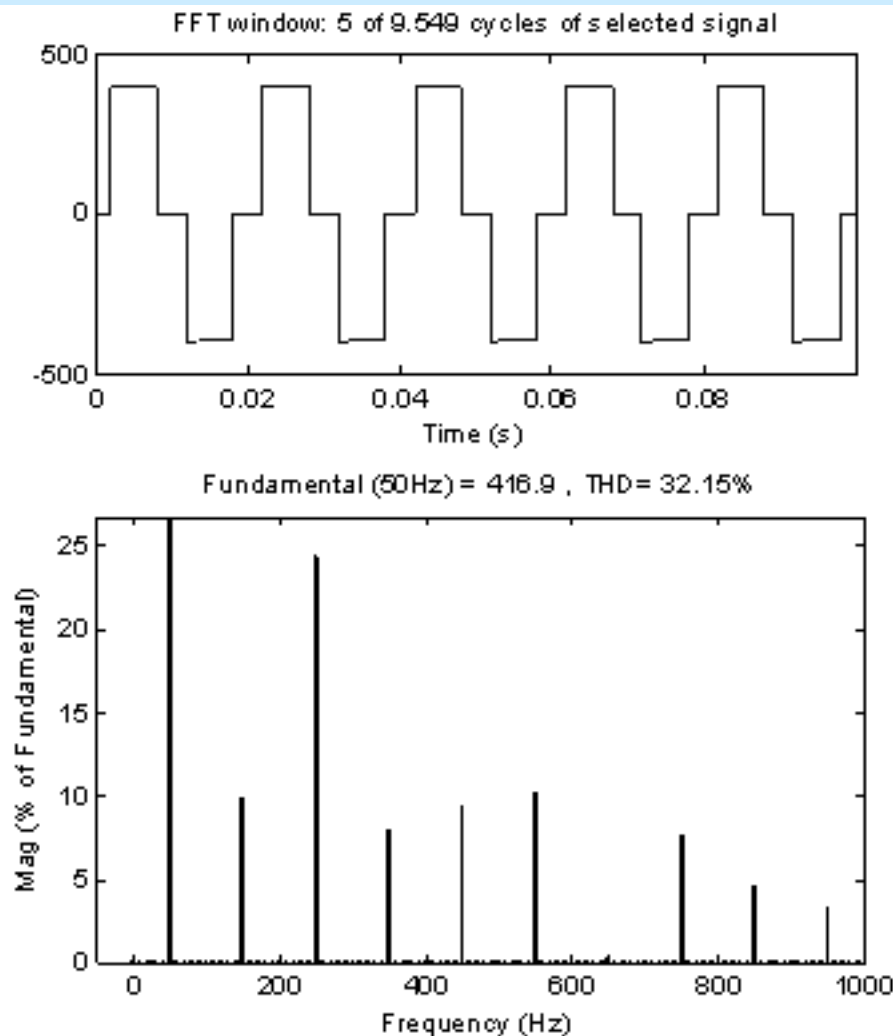 FFT window: 5 of 9.549 cycles of selected signal
500
0
-500
0 0.02 0.04 0.06 0.08
Time (s)
Fundamental (50Hz) = 416.9 , THD= 32.15%
Mag (% of Fundamental)
25
20
15
10
5
0
0 200 400 600 800 1000
Frequency (Hz)